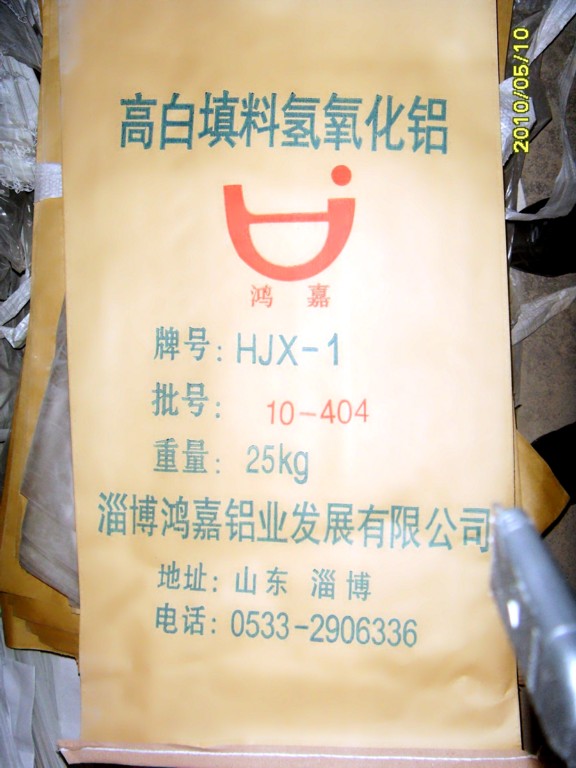 2010/05/10
高白填料氢氧化铝
鸿嘉
牌号: HJX-1
批号: 10-404
重量: 25kg
淄博鸿嘉铝业发展有限公司
地址: 山东 淄博
电话: 0533-2906336